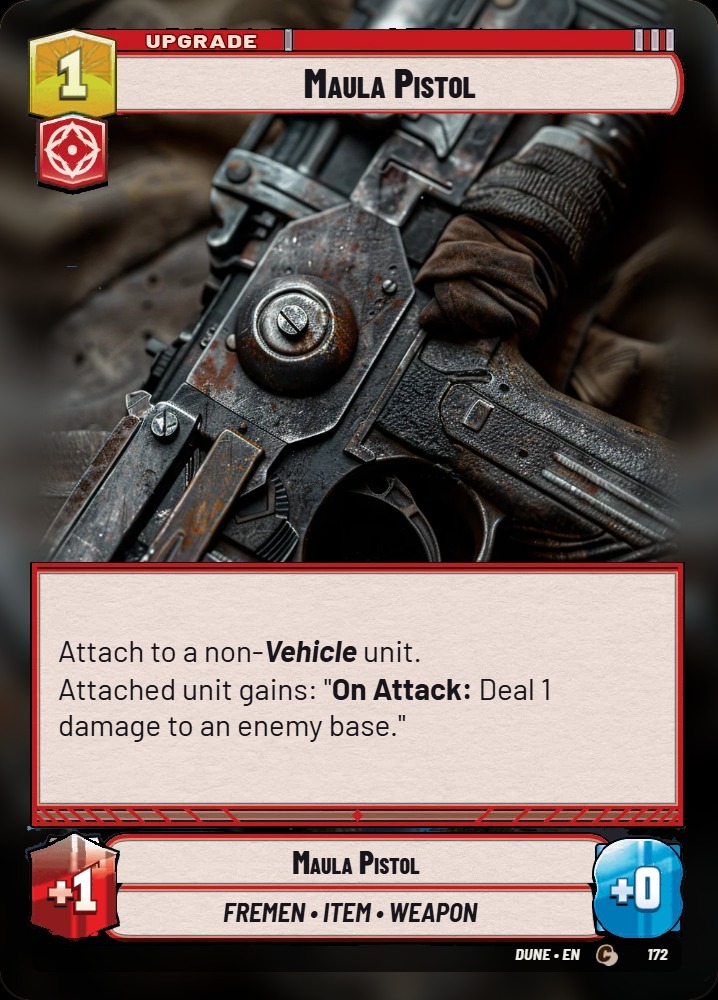 UPGRADE
1
Maula Pistol
Attach to a non-Vehicle unit.
Attached unit gains: "On Attack: Deal 1
damage to an enemy base."
+1
Maula Pistol
+0
FREMEN • ITEM • WEAPON
DUNE • EN C 172